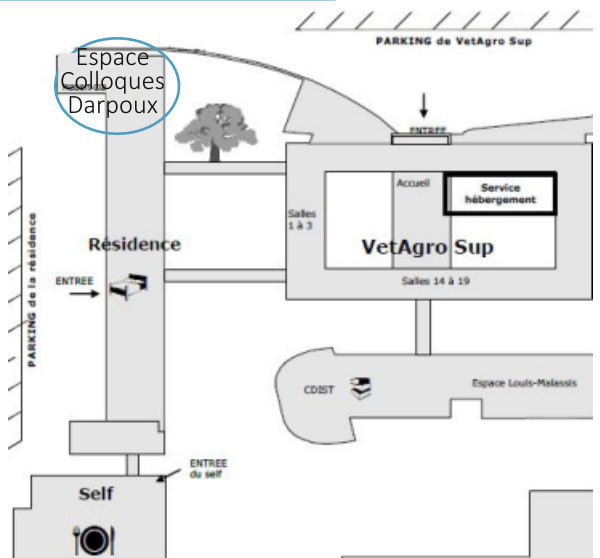 PARKING de VetAgro Sup
Espace
Colloques
Darpoux
ENTREE
Accueil
Service
hébergement
Salles
1 à 3
Résidence
VetAgro Sup
PARKING de la résidence
ENTREE
Salles 14 à 19
CDIST
Espace Louis-Malassis
ENTREE
du self
Self